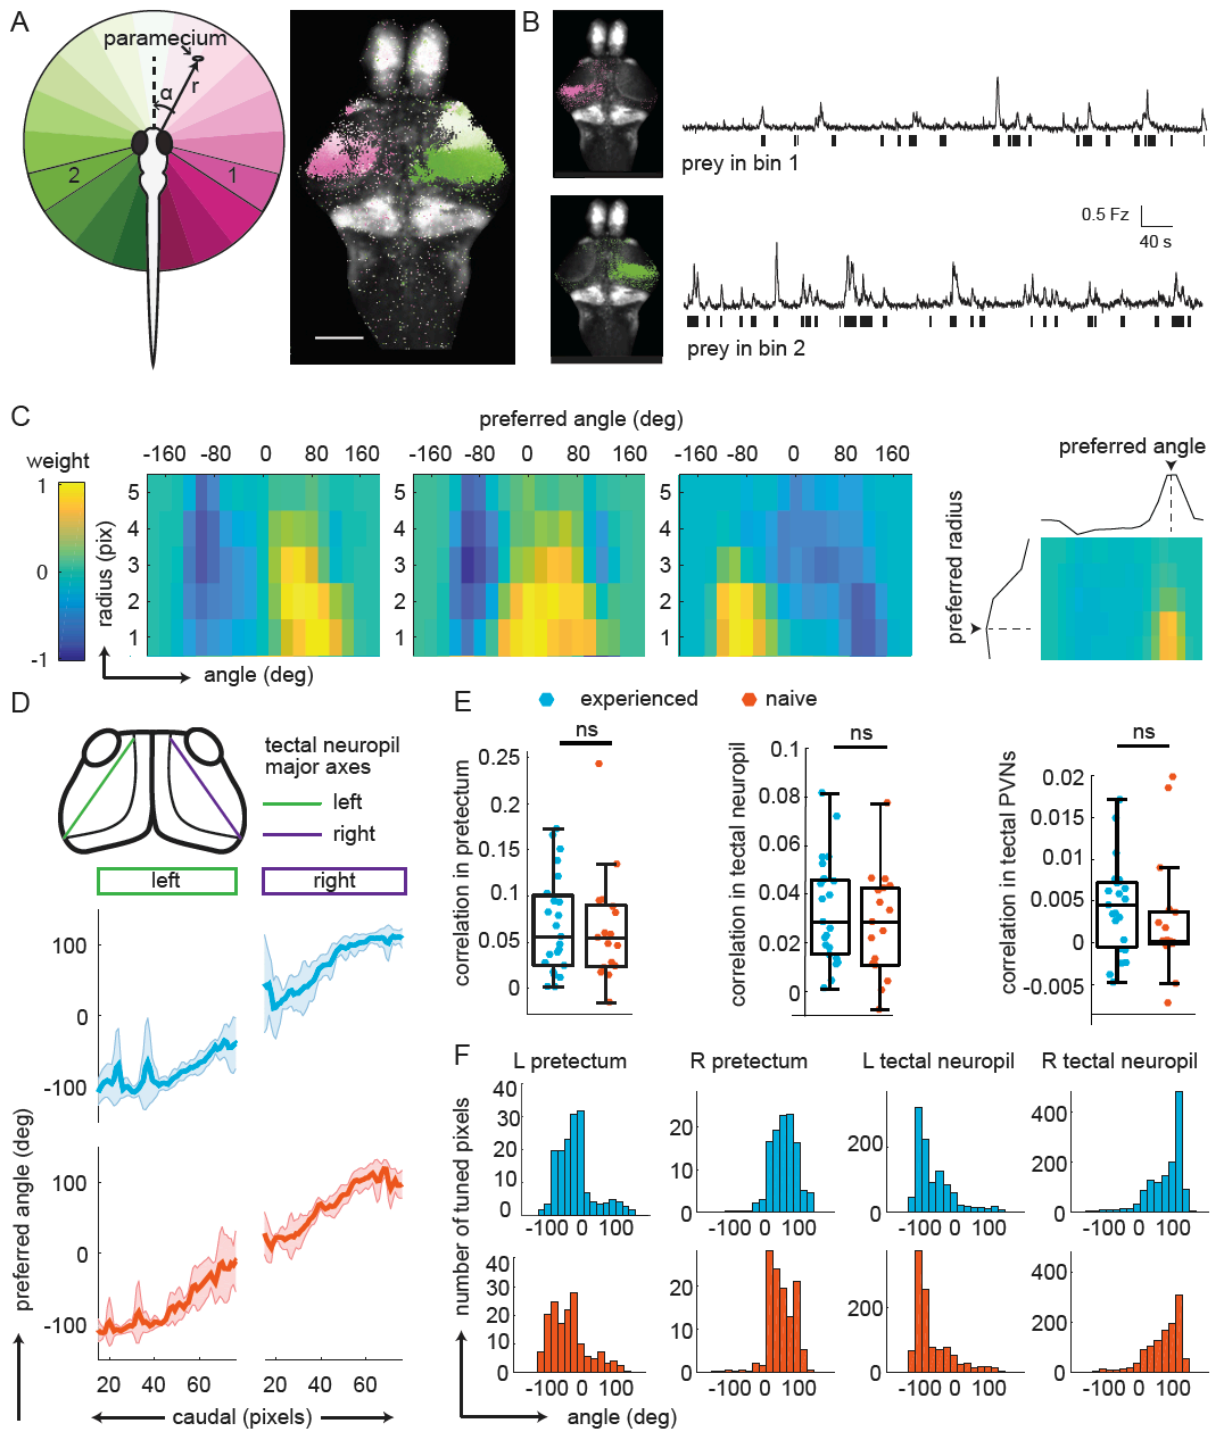 A
paramecium
r
α
2
1
B
prey in bin 1
0.5 Fz
40 s
prey in bin 2
C
preferred angle (deg)
weight
1
0
-1
-160 -80 0 80 160
-160 -80 0 80 160
-160 -80 0 80 160
radius (pix)
5
4
3
2
1
5
4
3
2
1
5
4
3
2
1
angle (deg)
preferred angle
preferred radius
D
tectal neuropil
major axes
left
right
left
right
100
0
-100
100
0
-100
preferred angle (deg)
20 40 60
20 40 60
caudal (pixels)
E
experienced
naive
ns
ns
ns
correlation in pretectum
0.25
0.2
0.15
0.1
0.05
0
correlation in tectal neuropil
0.1
0.08
0.06
0.04
0.02
0
correlation in tectal PVNs
0.02
0.015
0.01
0.005
0
-0.005
F
L pretectum
R pretectum
L tectal neuropil
R tectal neuropil
number of tuned pixels
40
30
20
10
0
-100 0 100
20
0
-100 0 100
200
0
-100 0 100
400
200
0
-100 0 100
40
30
20
10
0
-100 0 100
20
10
0
-100 0 100
200
0
-100 0 100
400
200
0
-100 0 100
angle (deg)